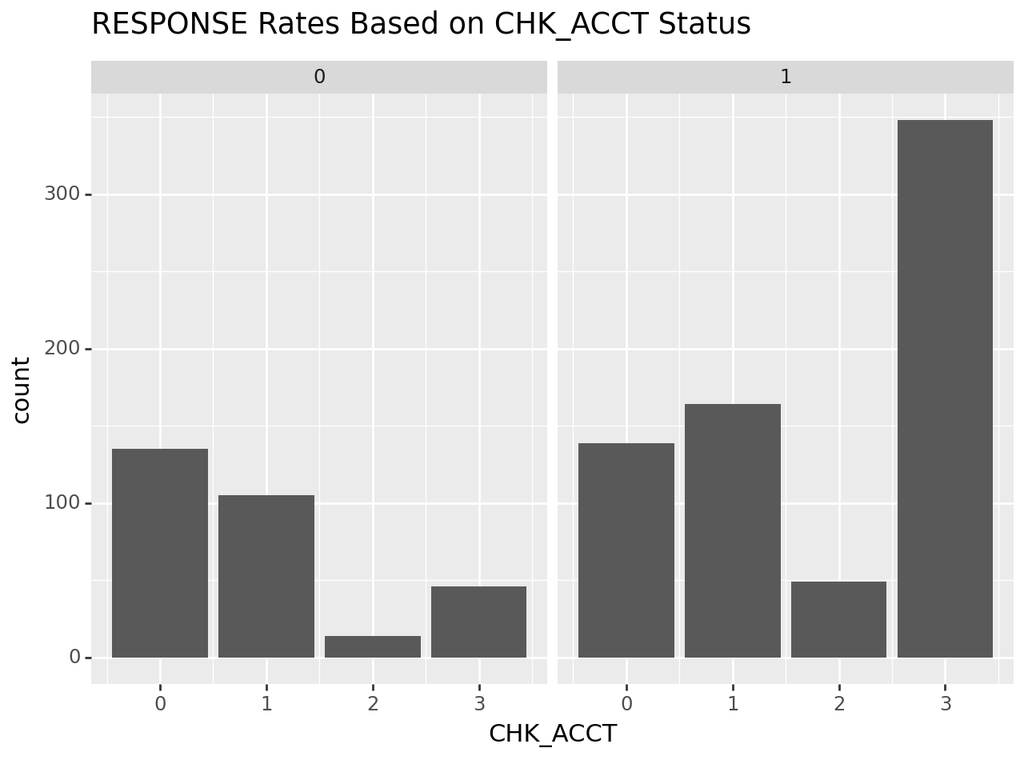 RESPONSE Rates Based on CHK_ACCT Status
0 1
300
200
100
0
count
0 1 2 3 0 1 2 3
CHK_ACCT